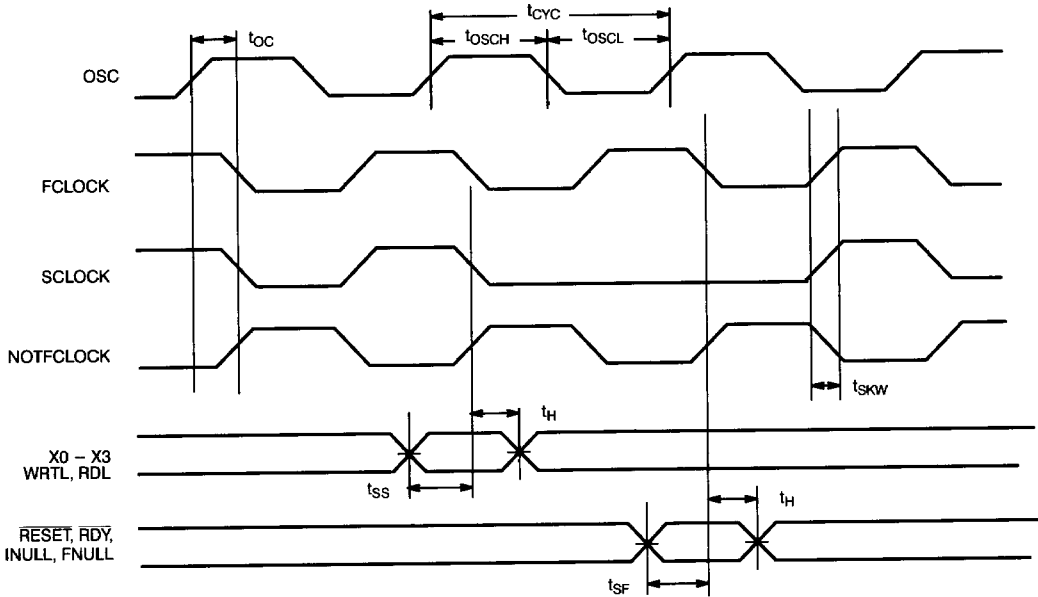 tCYC
tOC
tOSCH
tOSCL
OSC
FCLOCK
SCLOCK
NOTFCLOCK
tSKW
tH
X0 – X3
WRTL, RDL
tSS
tH
RESET, RDY,
INULL, FNULL
tSF